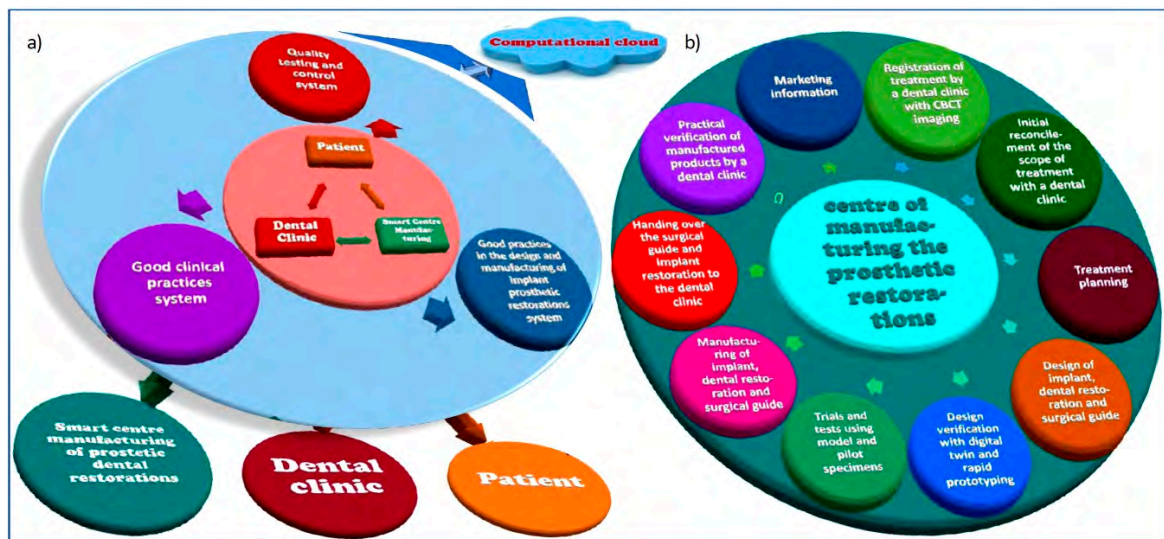 a)
Computational cloud
Quality
testing and
control
system
Patient
Dental
Clinic
Smart Centre
Manufac-
turing
Good clinical
practices
system
Good practices
in the design and
manufacturing of
implant
prosthetic
restorations
system
Smart centre
manufacturing
of prostetic
dental
restorations
Dental
clinic
Patient
b)
Marketing
information
Registration of
treatment by
a dental clinic
with CBCT
imaging
Initial
reconcile-
ment of the
scope of
treatment with
a dental clinic
Treatment
planning
Design of
implant,
dental resto-
ration and
surgical guide
Design
verification
with digital
twin and
rapid
prototyping
Trials and
tests using
model and
pilot
specimens
Manufactu-
ring of
implant,
dental resto-
ration and
surgical guide
Handing over
the surgical
guide and
implant
restoration to
the dental
clinic
Practical
verification of
manufactured
products by a
dental clinic
centre of
manufac-
turing the
prosthetic
restora-
tions